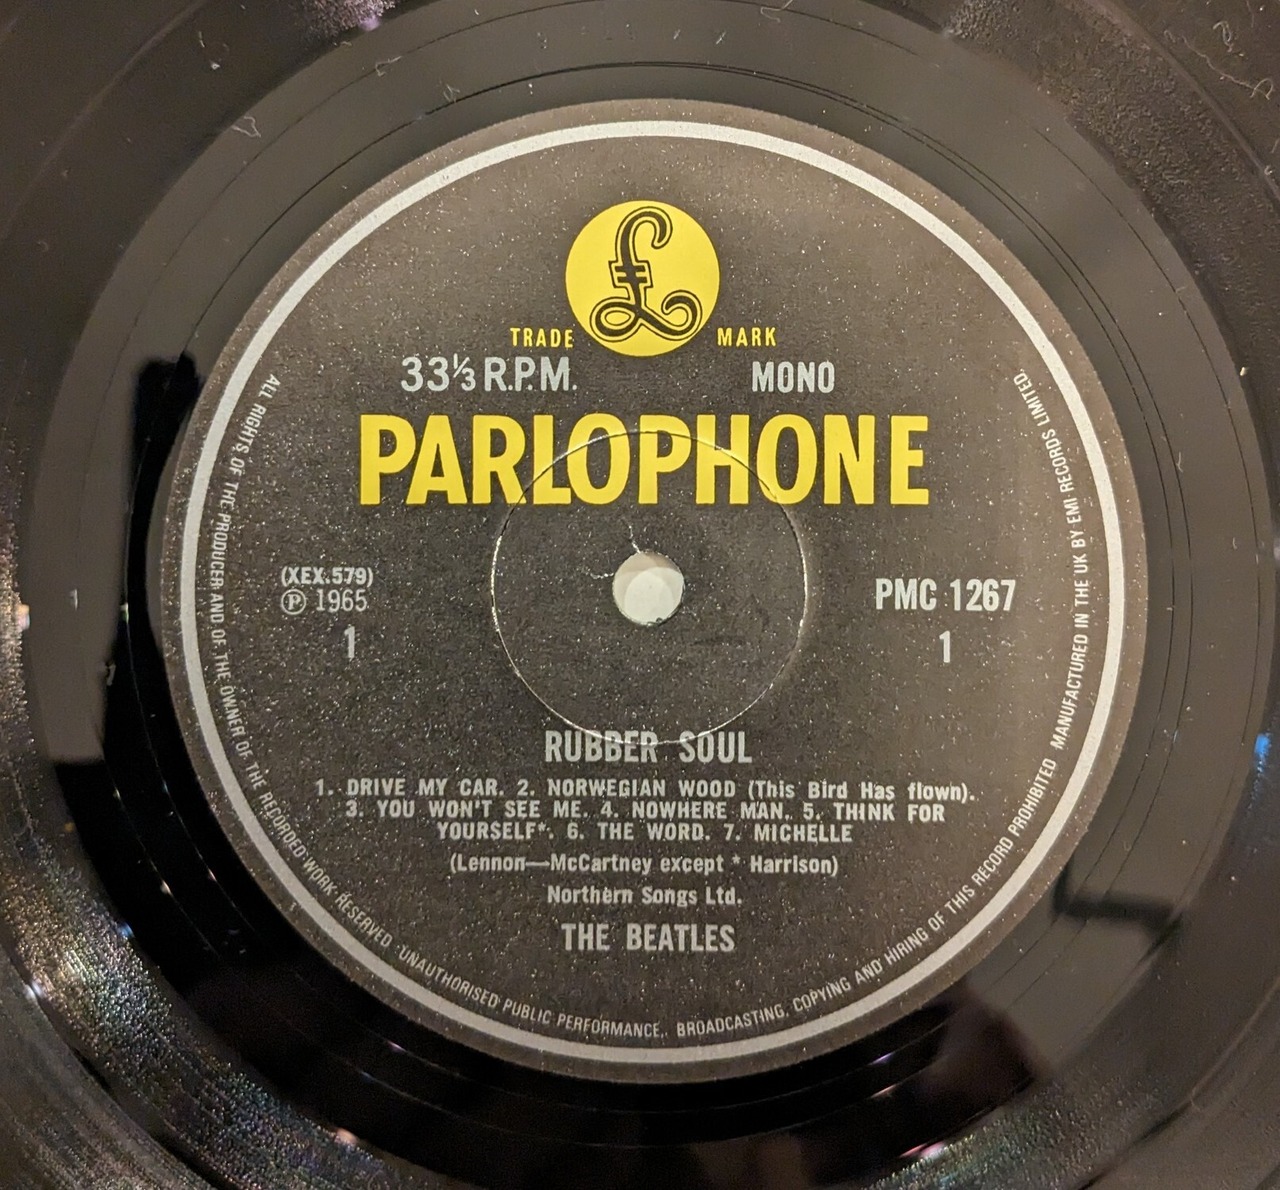 £
TRADE MARK
33⅓ R.P.M. MONO
PARLOPHONE
(XEX.579)
Ⓟ 1965
1
PMC 1267
1
RUBBER SOUL
1. DRIVE MY CAR. 2. NORWEGIAN WOOD (This Bird Has flown).
3. YOU WON'T SEE ME. 4. NOWHERE MAN. 5. THINK FOR
YOURSELF*. 6. THE WORD. 7. MICHELLE
(Lennon—McCartney except * Harrison)
Northern Songs Ltd.
THE BEATLES
ALL RIGHTS OF THE PRODUCER AND OF THE OWNER OF THE RECORDED WORK RESERVED UNAUTHORISED PUBLIC PERFORMANCE, BROADCASTING, COPYING AND HIRING OF THIS RECORD PROHIBITED MANUFACTURED IN THE UK BY EMI RECORDS LIMITED.